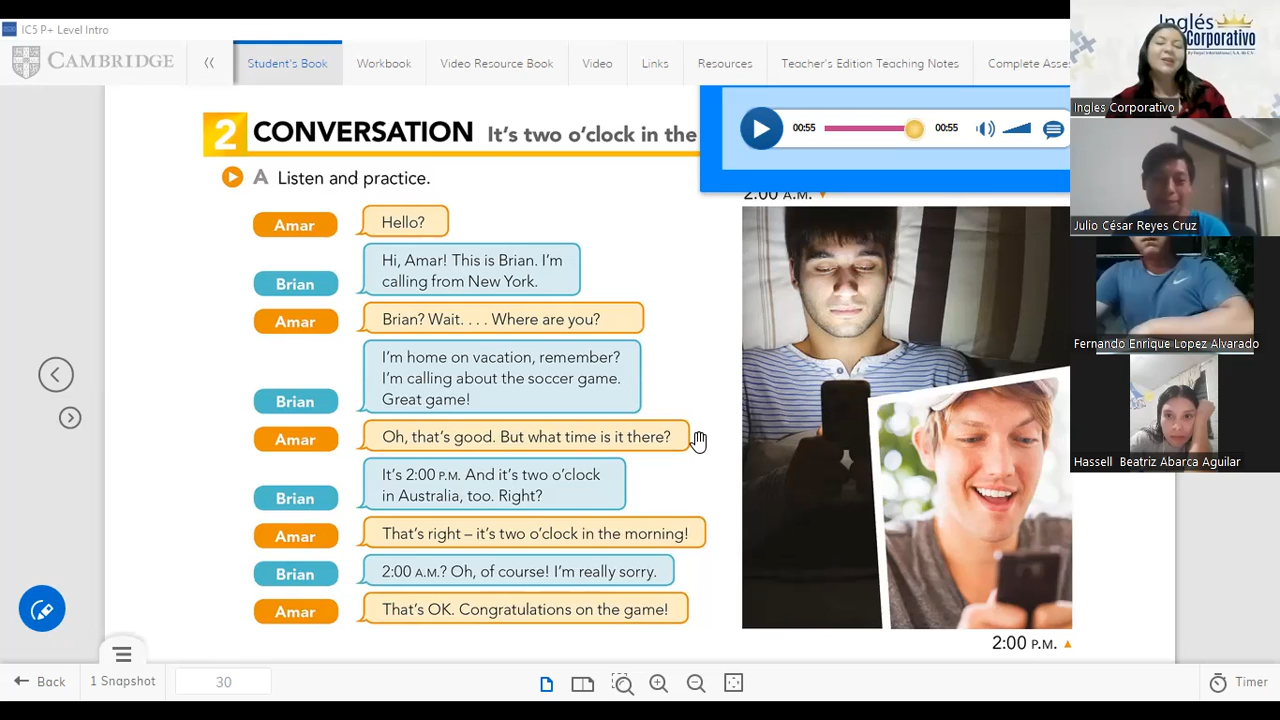 IC5 P+ Level Intro
CAMBRIDGE
Student's Book
Workbook
Video Resource Book
Video
Links
Resources
Teacher's Edition Teaching Notes
Complete Asse
Inglés
Corporativo
Ingles Corporativo
Julio César Reyes Cruz
Fernando Enrique Lopez Alvarado
Hassell Beatriz Abarca Aguilar
00:55
00:55
2 CONVERSATION It's two o'clock in the
A Listen and practice.
2:00 A.M.
Amar Hello?
Brian Hi, Amar! This is Brian. I'm
calling from New York.
Amar Brian? Wait. . . . Where are you?
Brian I'm home on vacation, remember?
I'm calling about the soccer game.
Great game!
Amar Oh, that's good. But what time is it there?
Brian It's 2:00 P.M. And it's two o'clock
in Australia, too. Right?
Amar That's right – it's two o'clock in the morning!
Brian 2:00 A.M.? Oh, of course! I'm really sorry.
Amar That's OK. Congratulations on the game!
2:00 P.M.
Back
1 Snapshot
30
Timer